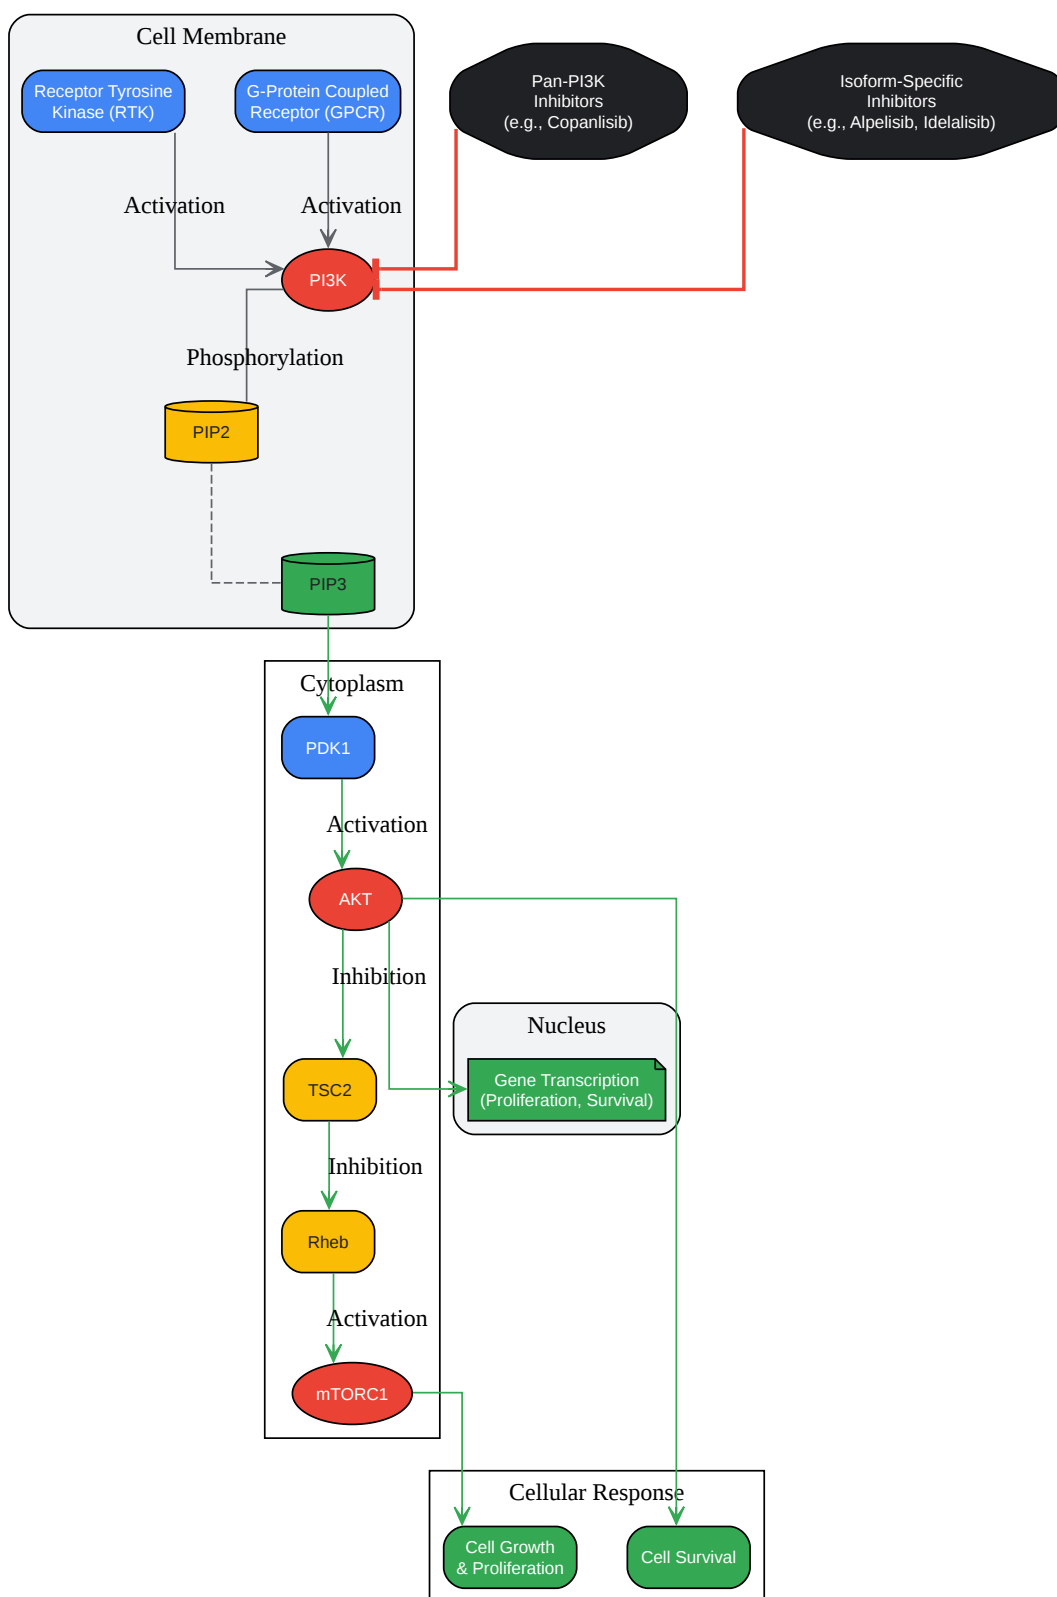 Cell Membrane
Receptor Tyrosine
Kinase (RTK)
G-Protein Coupled
Receptor (GPCR)
Pan-PI3K
Inhibitors
(e.g., Copanlisib)
Isoform-Specific
Inhibitors
(e.g., Alpelisib, Idelalisib)
Activation
Activation
PI3K
Phosphorylation
PIP2
PIP3
Cytoplasm
PDK1
Activation
AKT
Inhibition
Nucleus
Gene Transcription
(Proliferation, Survival)
TSC2
Inhibition
Rheb
Activation
mTORC1
Cellular Response
Cell Growth
& Proliferation
Cell Survival